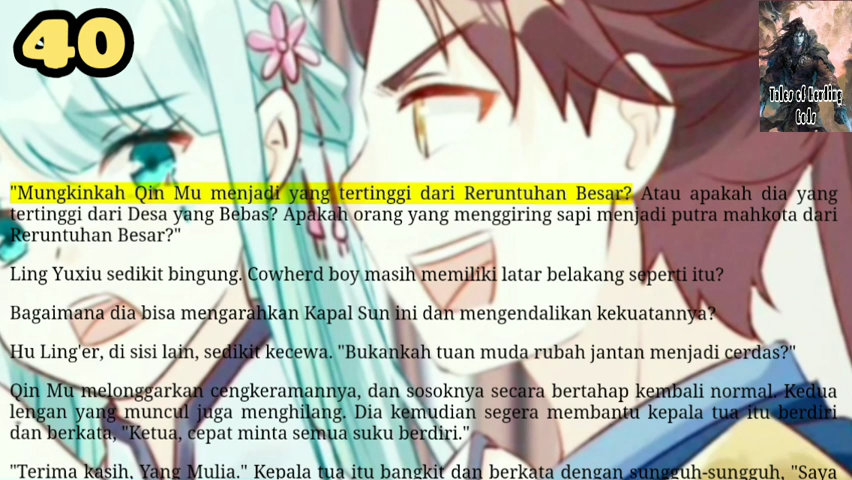 40
Tales of Herding
Gods
"Mungkinkah Qin Mu menjadi yang tertinggi dari Reruntuhan Besar? Atau apakah dia yang
tertinggi dari Desa yang Bebas? Apakah orang yang menggiring sapi menjadi putra mahkota dari
Reruntuhan Besar?"
Ling Yuxiu sedikit bingung. Cowherd boy masih memiliki latar belakang seperti itu?
Bagaimana dia bisa mengarahkan Kapal Sun ini dan mengendalikan kekuatannya?
Hu Ling'er, di sisi lain, sedikit kecewa. "Bukankah tuan muda rubah jantan menjadi cerdas?"
Qin Mu melonggarkan cengkeramannya, dan sosoknya secara bertahap kembali normal. Kedua
lengan yang muncul juga menghilang. Dia kemudian segera membantu kepala tua itu berdiri
dan berkata, "Ketua, cepat minta semua suku berdiri."
"Terima kasih, Yang Mulia." Kepala tua itu bangkit dan berkata dengan sungguh-sungguh, "Saya